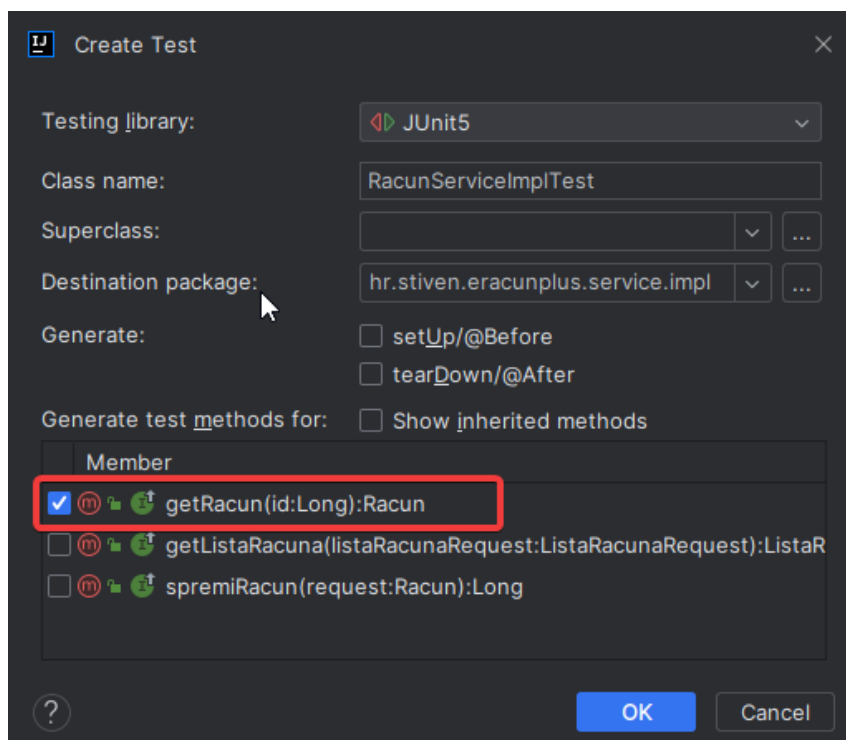 IJ Create Test
Testing library: JUnit5
Class name: RacunServiceImplTest
Superclass: ...
Destination package: hr.stiven.eracunplus.service.impl ...
Generate: setUp/@Before
tearDown/@After
Generate test methods for: Show inherited methods
Member
m I getRacun(id:Long):Racun
m I getListaRacuna(listaRacunaRequest:ListaRacunaRequest):ListaR
m I spremiRacun(request:Racun):Long
? OK Cancel